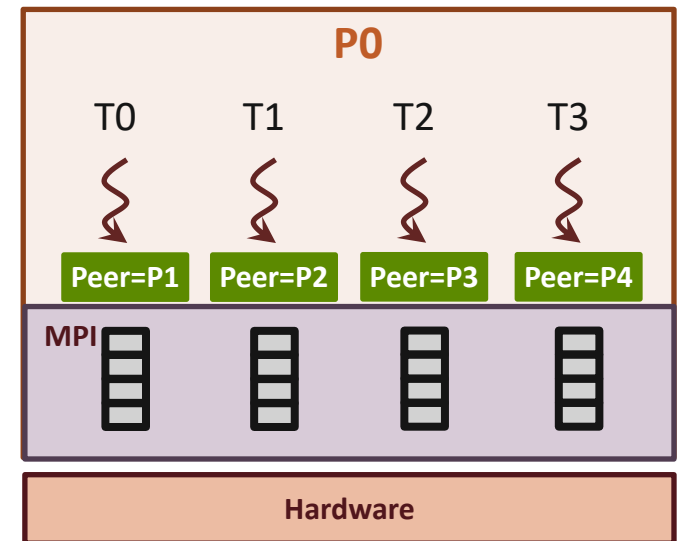 P0
T0 T1 T2 T3
Peer=P1 Peer=P2 Peer=P3 Peer=P4
MPI
Hardware